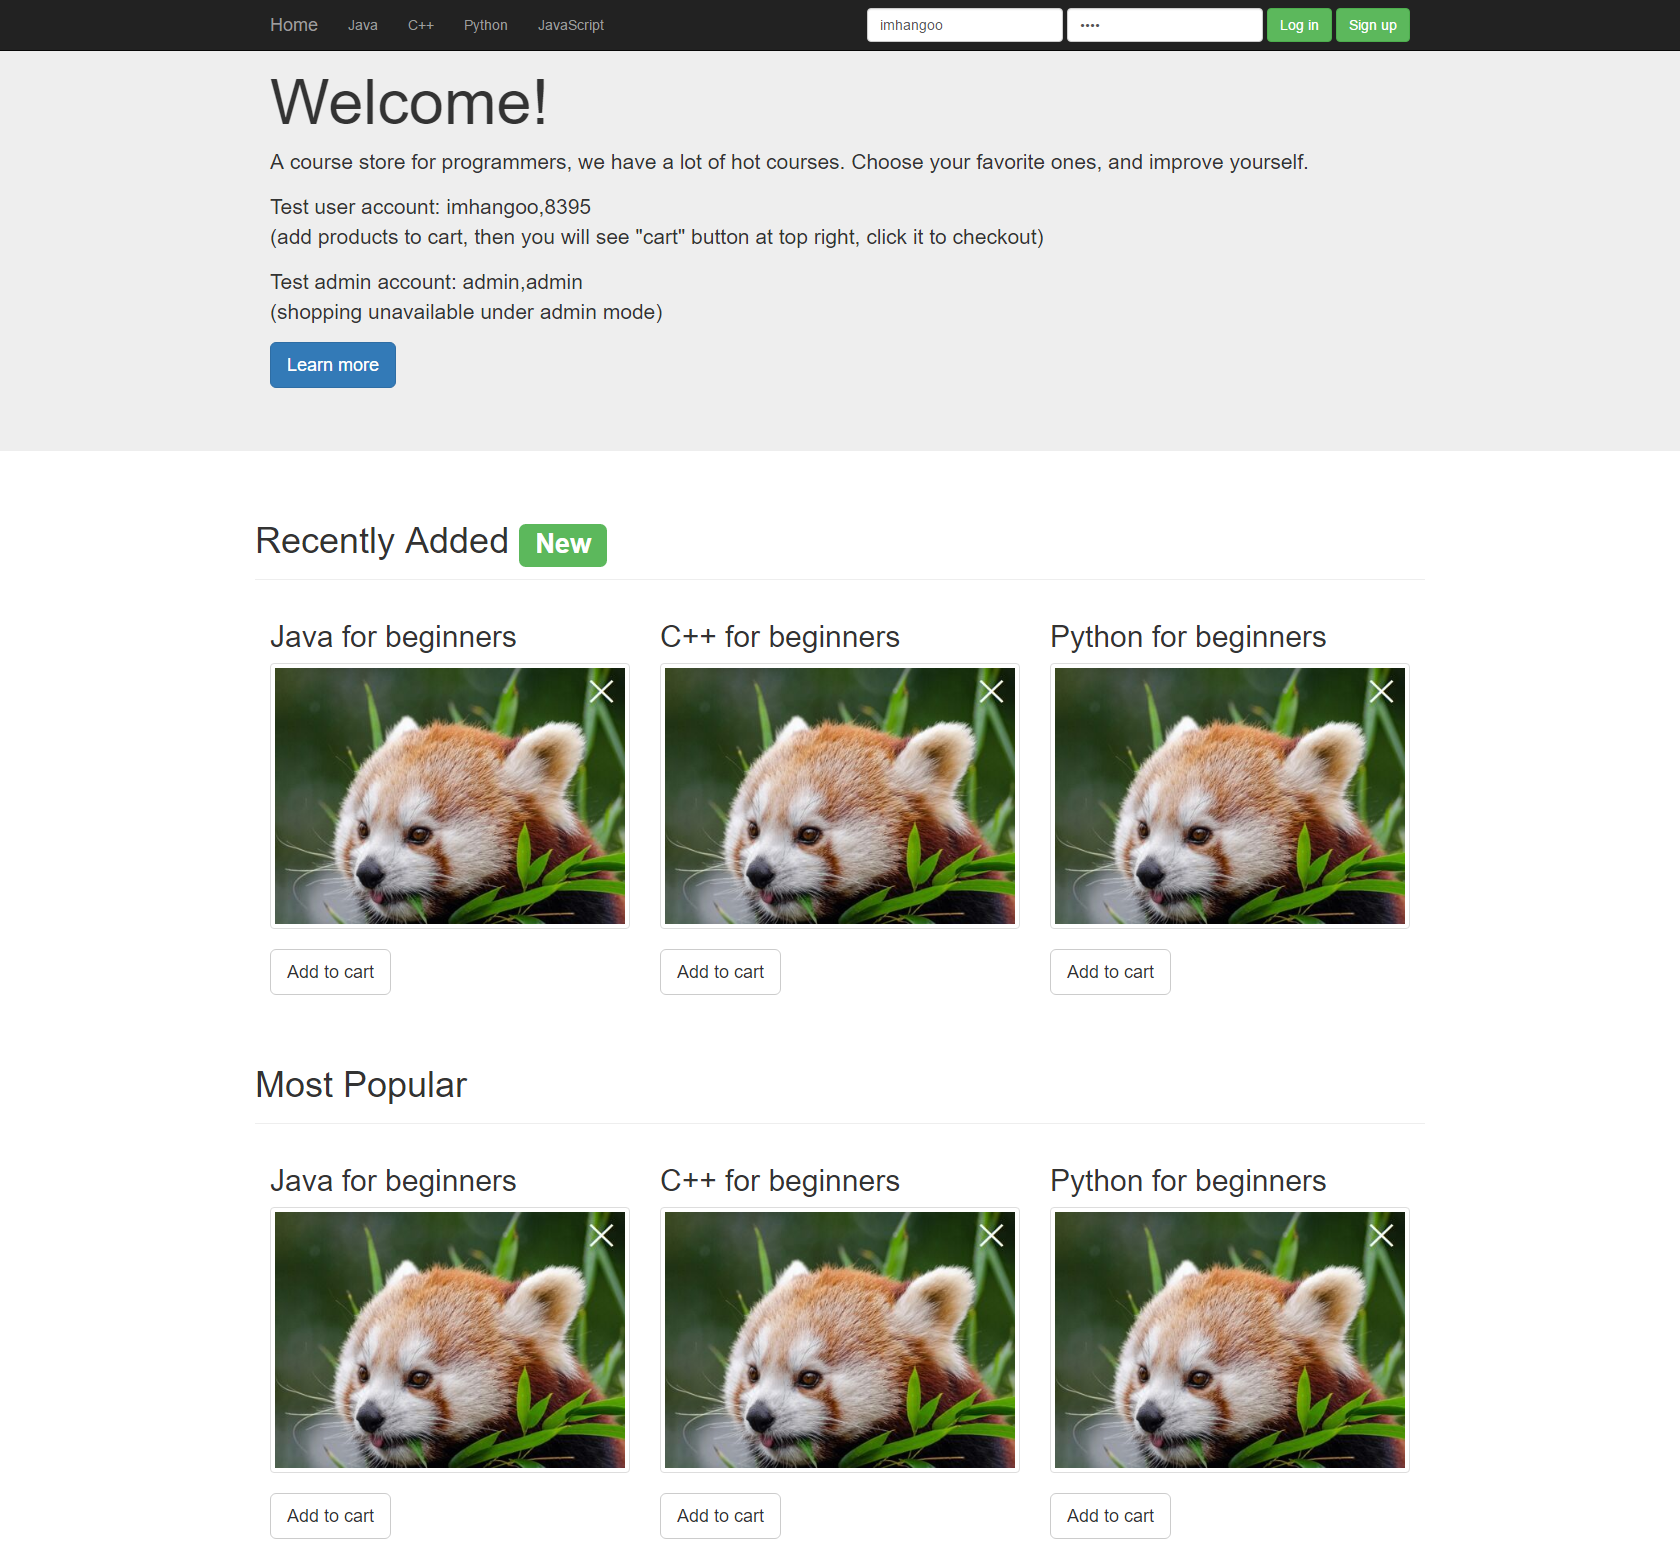 Home Java C++ Python JavaScript imhangoo •••• Log in Sign up
Welcome!
A course store for programmers, we have a lot of hot courses. Choose your favorite ones, and improve yourself.
Test user account: imhangoo,8395
(add products to cart, then you will see "cart" button at top right, click it to checkout)
Test admin account: admin,admin
(shopping unavailable under admin mode)
Learn more
Recently Added New
Java for beginners C++ for beginners Python for beginners
Add to cart Add to cart Add to cart
Most Popular
Java for beginners C++ for beginners Python for beginners
Add to cart Add to cart Add to cart